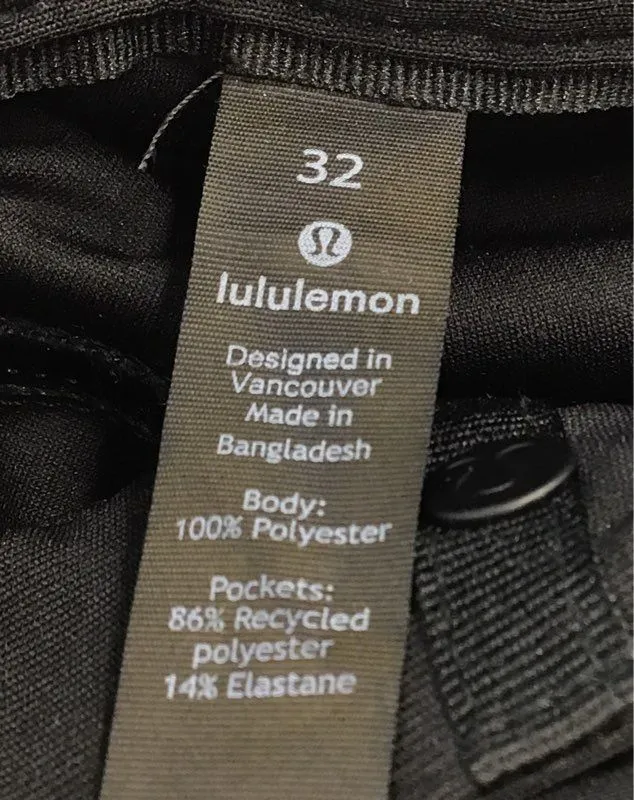 32
lululemon
Designed in
Vancouver
Made in
Bangladesh
Body:
100% Polyester
Pockets:
86% Recycled
polyester
14% Elastane